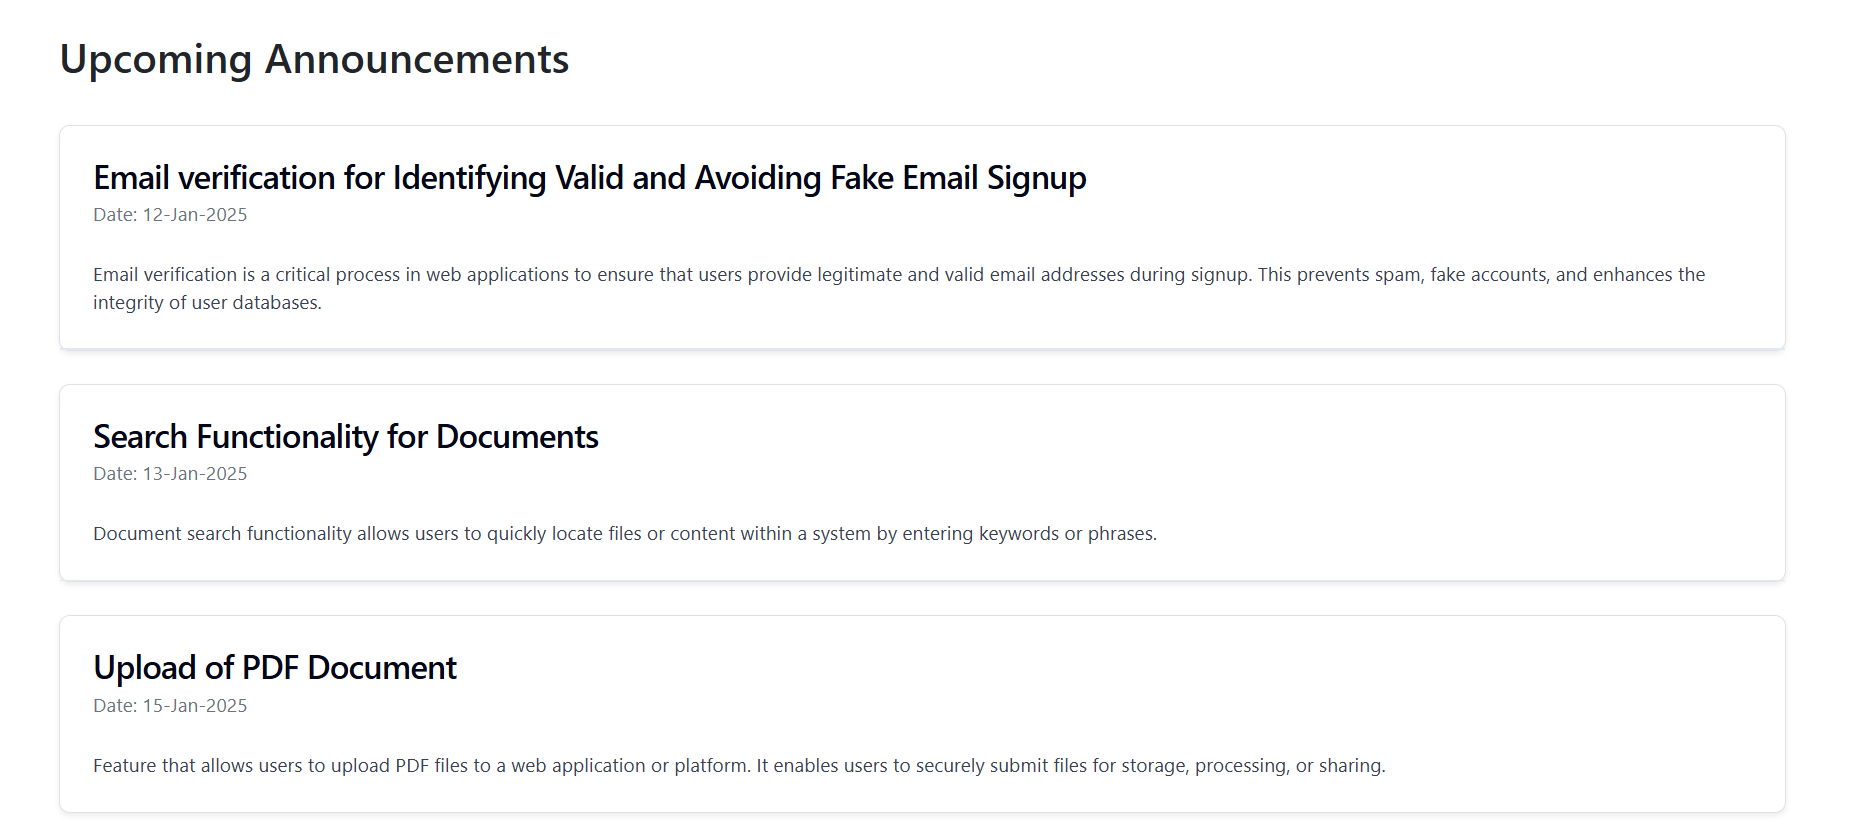 Upcoming Announcements
Email verification for Identifying Valid and Avoiding Fake Email Signup
Date: 12-Jan-2025
Email verification is a critical process in web applications to ensure that users provide legitimate and valid email addresses during signup. This prevents spam, fake accounts, and enhances the
integrity of user databases.
Search Functionality for Documents
Date: 13-Jan-2025
Document search functionality allows users to quickly locate files or content within a system by entering keywords or phrases.
Upload of PDF Document
Date: 15-Jan-2025
Feature that allows users to upload PDF files to a web application or platform. It enables users to securely submit files for storage, processing, or sharing.